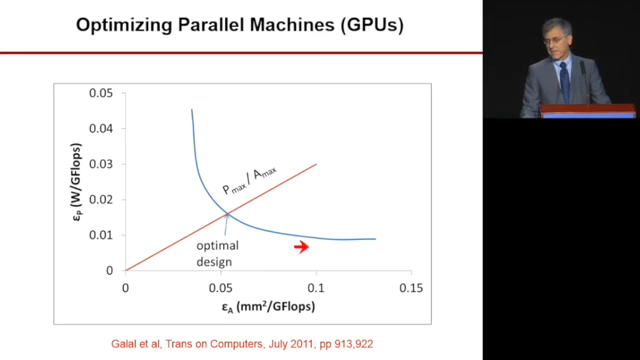 Optimizing Parallel Machines (GPUs)
0.05
0.04
0.03
0.02
0.01
0
εP (W/GFlops)
Pmax / Amax
optimal
design
0
0.05
0.1
0.15
εA (mm²/GFlops)
Galal et al, Trans on Computers, July 2011, pp 913,922